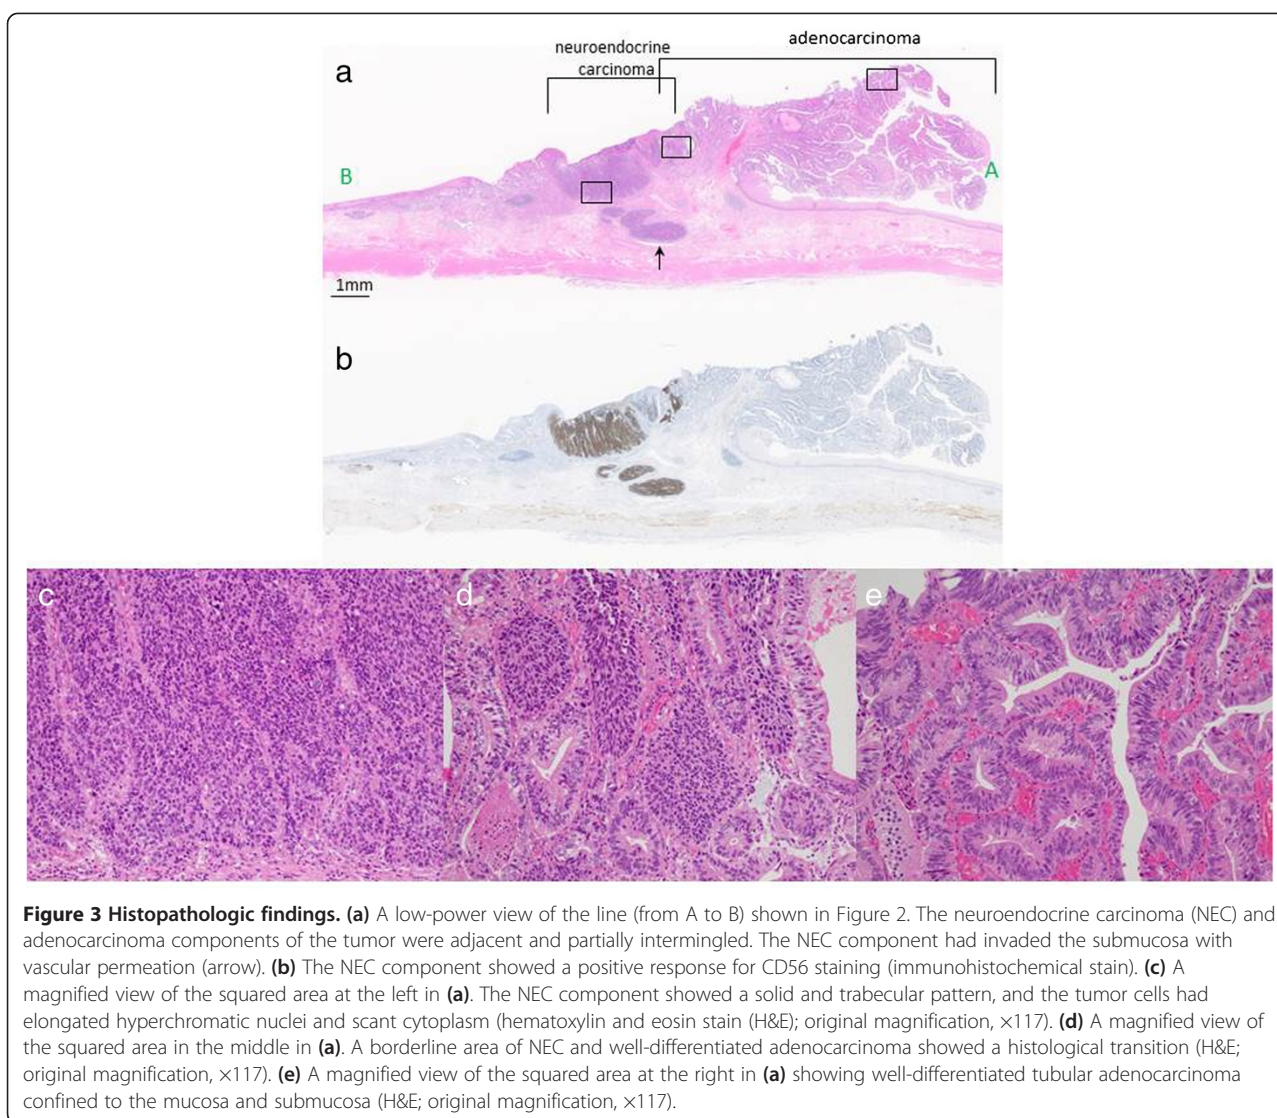 adenocarcinoma
neuroendocrine
carcinoma
a
B
A
1mm
b
c
d
e
Figure 3 Histopathologic findings. (a) A low-power view of the line (from A to B) shown in Figure 2. The neuroendocrine carcinoma (NEC) and
adenocarcinoma components of the tumor were adjacent and partially intermingled. The NEC component had invaded the submucosa with
vascular permeation (arrow). (b) The NEC component showed a positive response for CD56 staining (immunohistochemical stain). (c) A
magnified view of the squared area at the left in (a). The NEC component showed a solid and trabecular pattern, and the tumor cells had
elongated hyperchromatic nuclei and scant cytoplasm (hematoxylin and eosin stain (H&E); original magnification, ×117). (d) A magnified view of
the squared area in the middle in (a). A borderline area of NEC and well-differentiated adenocarcinoma showed a histological transition (H&E;
original magnification, ×117). (e) A magnified view of the squared area at the right in (a) showing well-differentiated tubular adenocarcinoma
confined to the mucosa and submucosa (H&E; original magnification, ×117).